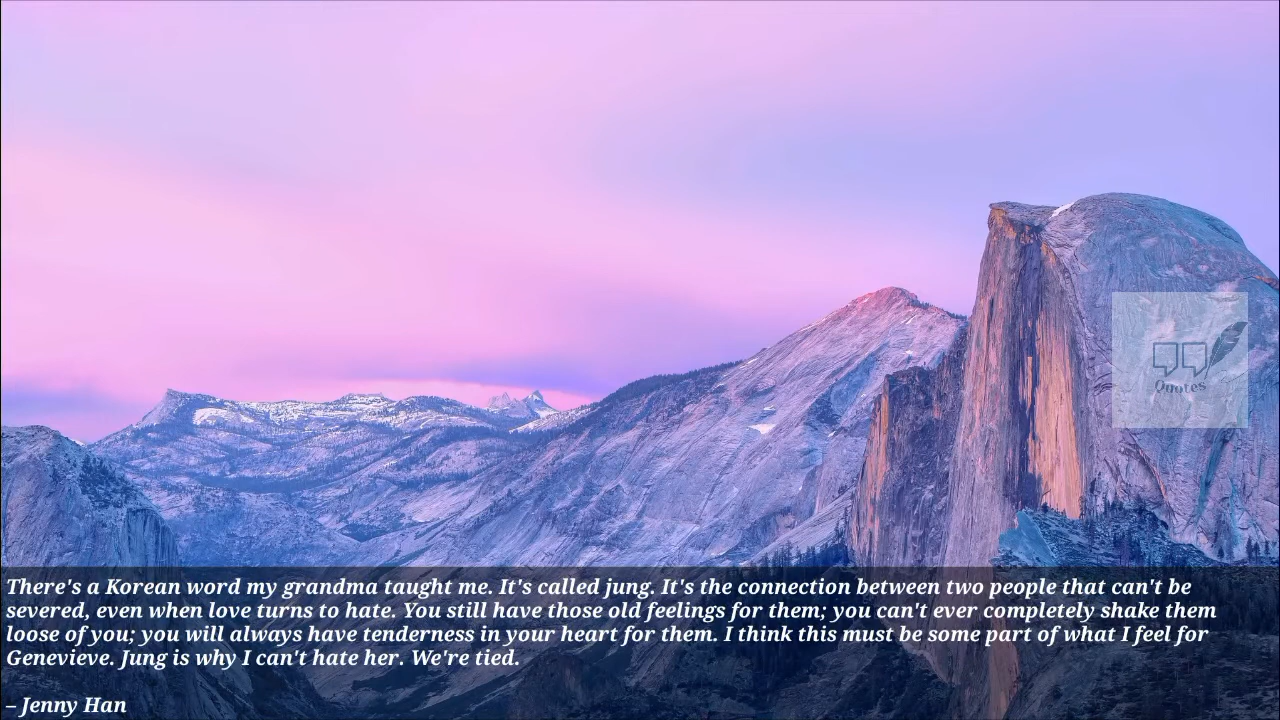 Quotes
There's a Korean word my grandma taught me. It's called jung. It's the connection between two people that can't be
severed, even when love turns to hate. You still have those old feelings for them; you can't ever completely shake them
loose of you; you will always have tenderness in your heart for them. I think this must be some part of what I feel for
Genevieve. Jung is why I can't hate her. We're tied.
– Jenny Han